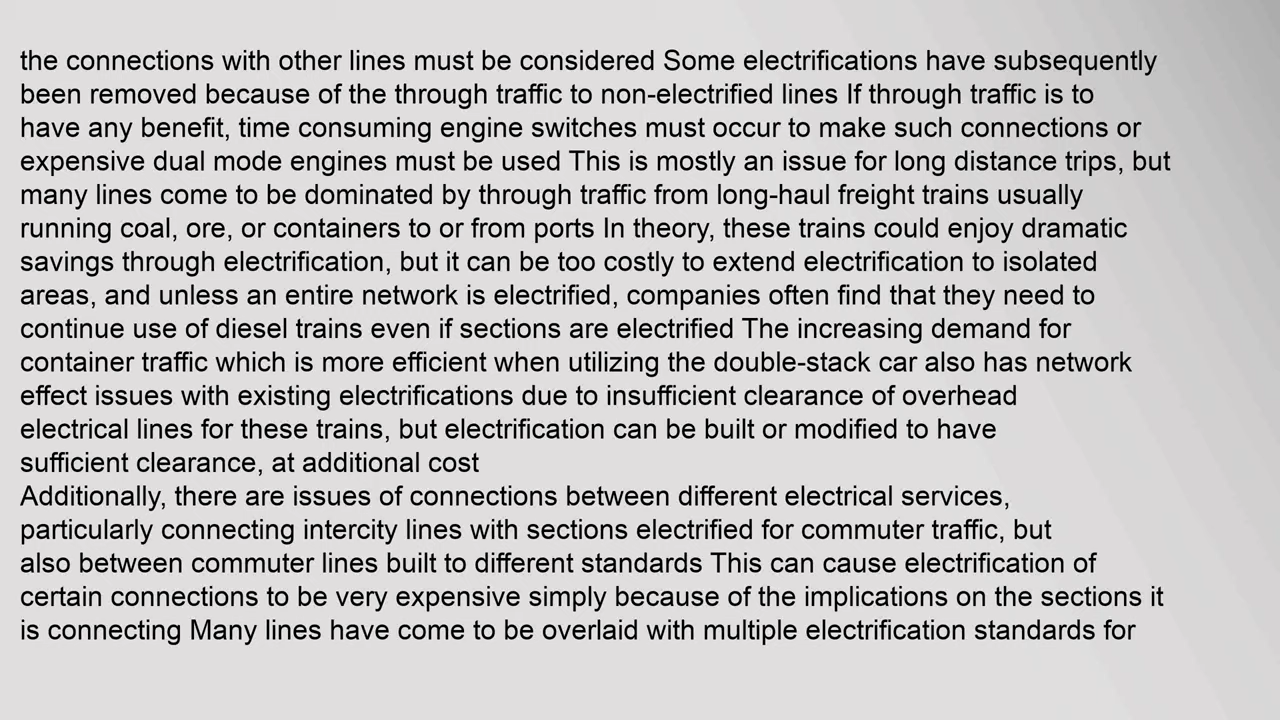 the connections with other lines must be considered Some electrifications have subsequently
been removed because of the through traffic to non-electrified lines If through traffic is to
have any benefit, time consuming engine switches must occur to make such connections or
expensive dual mode engines must be used This is mostly an issue for long distance trips, but
many lines come to be dominated by through traffic from long-haul freight trains usually
running coal, ore, or containers to or from ports In theory, these trains could enjoy dramatic
savings through electrification, but it can be too costly to extend electrification to isolated
areas, and unless an entire network is electrified, companies often find that they need to
continue use of diesel trains even if sections are electrified The increasing demand for
container traffic which is more efficient when utilizing the double-stack car also has network
effect issues with existing electrifications due to insufficient clearance of overhead
electrical lines for these trains, but electrification can be built or modified to have
sufficient clearance, at additional cost
Additionally, there are issues of connections between different electrical services,
particularly connecting intercity lines with sections electrified for commuter traffic, but
also between commuter lines built to different standards This can cause electrification of
certain connections to be very expensive simply because of the implications on the sections it
is connecting Many lines have come to be overlaid with multiple electrification standards for